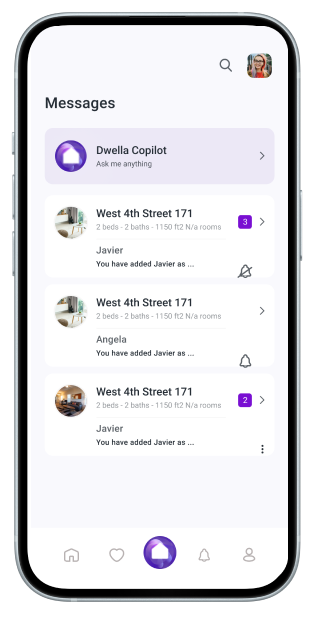 Messages
Dwella Copilot
Ask me anything
West 4th Street 171
3
2 beds - 2 baths - 1150 ft2 N/a rooms
Javier
You have added Javier as ...
West 4th Street 171
2 beds - 2 baths - 1150 ft2 N/a rooms
Angela
You have added Javier as ...
West 4th Street 171
2
2 beds - 2 baths - 1150 ft2 N/a rooms
Javier
You have added Javier as ...